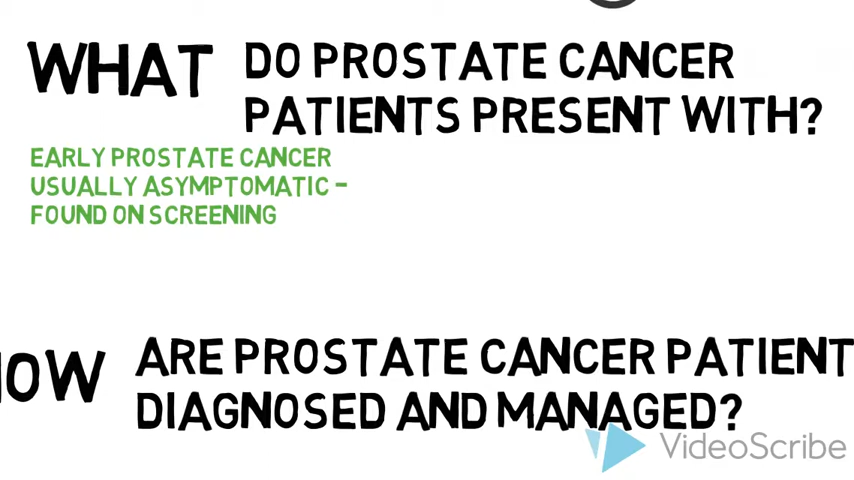 WHAT DO PROSTATE CANCER
PATIENTS PRESENT WITH?
EARLY PROSTATE CANCER
USUALLY ASYMPTOMATIC -
FOUND ON SCREENING
HOW ARE PROSTATE CANCER PATIENT
DIAGNOSED AND MANAGED?
VideoScribe